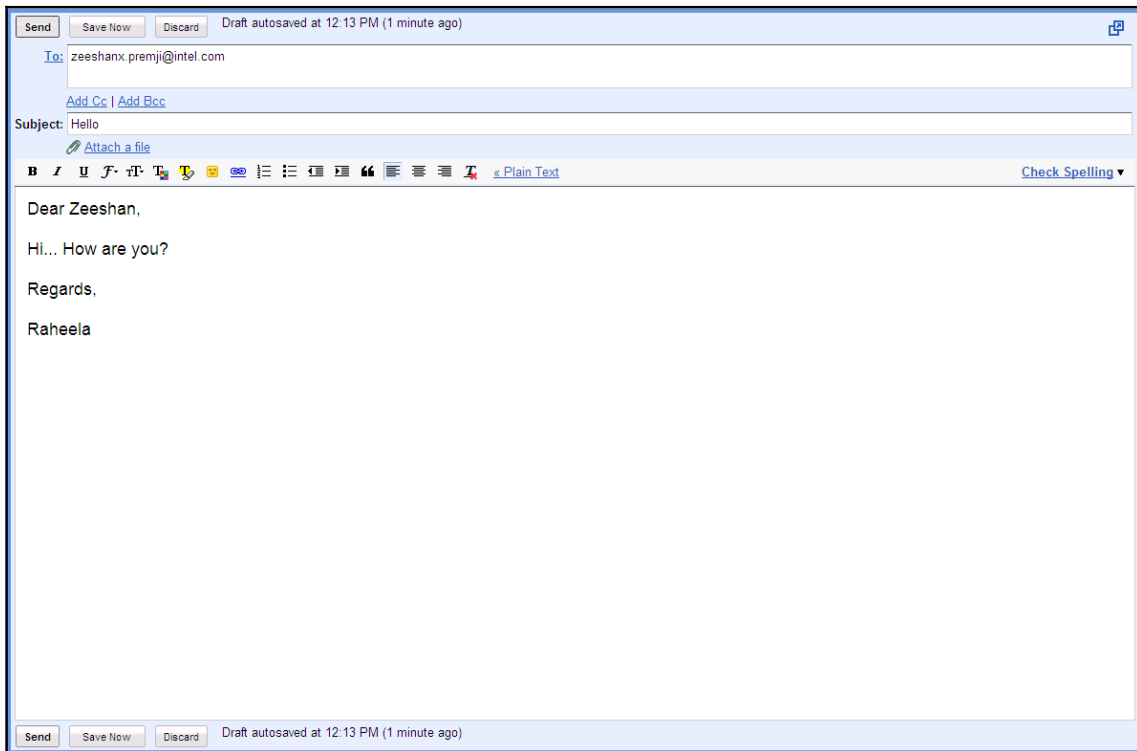 Send Save Now Discard Draft autosaved at 12:13 PM (1 minute ago)
To: zeeshanx.premji@intel.com
Add Cc | Add Bcc
Subject: Hello
Attach a file
B I U « Plain Text Check Spelling ▼
Dear Zeeshan,
Hi... How are you?
Regards,
Raheela
Send Save Now Discard Draft autosaved at 12:13 PM (1 minute ago)